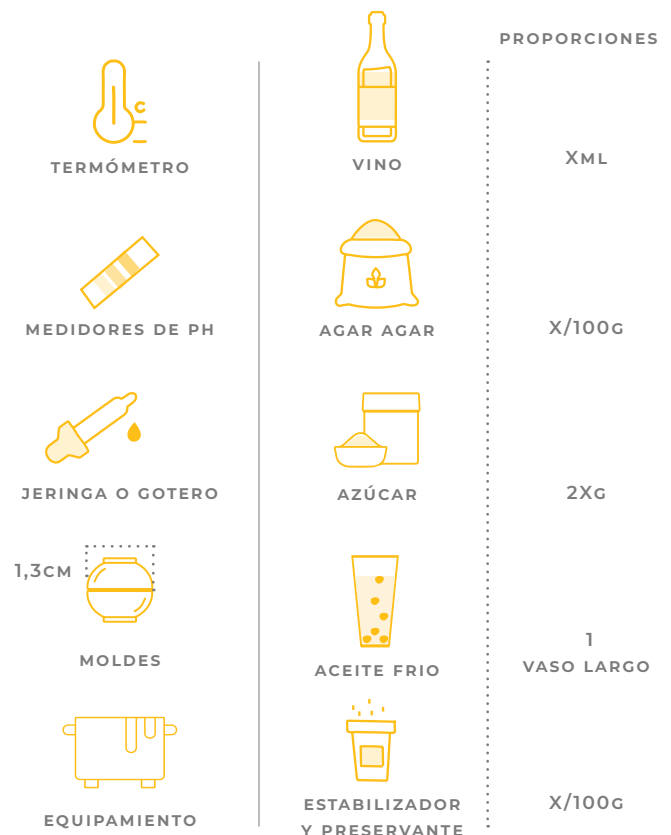 PROPORCIONES
C
TERMÓMETRO
VINO
XML
MEDIDORES DE PH
AGAR AGAR
X/100G
JERINGA O GOTERO
AZÚCAR
2XG
1,3CM
MOLDES
ACEITE FRIO
1
VASO LARGO
EQUIPAMIENTO
ESTABILIZADOR
Y PRESERVANTE
X/100G